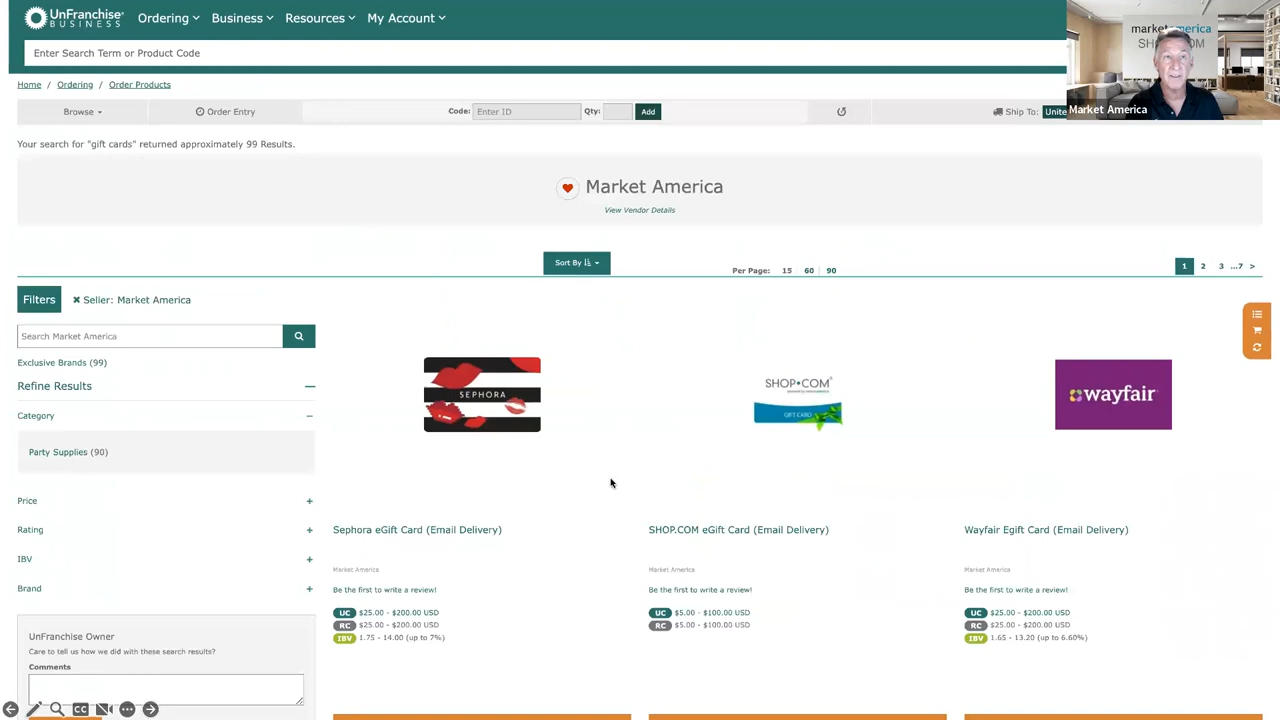 UnFranchise®
BUSINESS
Ordering
Business
Resources
My Account
Enter Search Term or Product Code
marketamerica
SHOP.COM
Market America
Home / Ordering / Order Products
Browse
Order Entry
Code: Enter ID Qty: Add
Ship To: Unite
Your search for "gift cards" returned approximately 99 Results.
Market America
View Vendor Details
Sort By
Per Page: 15 60 90
1 2 3 ...7 >
Filters
Seller: Market America
Search Market America
Exclusive Brands (99)
Refine Results
Category
Party Supplies (90)
Price +
Rating +
IBV +
Brand +
UnFranchise Owner
Care to tell us how we did with these search results?
Comments
CC
SEPHORA
Sephora eGift Card (Email Delivery)
Market America
Be the first to write a review!
UC $25.00 - $200.00 USD
RC $25.00 - $200.00 USD
IBV 1.75 - 14.00 (up to 7%)
SHOP•COM®
GIFT CARD
SHOP.COM eGift Card (Email Delivery)
Market America
Be the first to write a review!
UC $5.00 - $100.00 USD
RC $5.00 - $100.00 USD
wayfair
Wayfair Egift Card (Email Delivery)
Market America
Be the first to write a review!
UC $25.00 - $200.00 USD
RC $25.00 - $200.00 USD
IBV 1.65 - 13.20 (up to 6.60%)